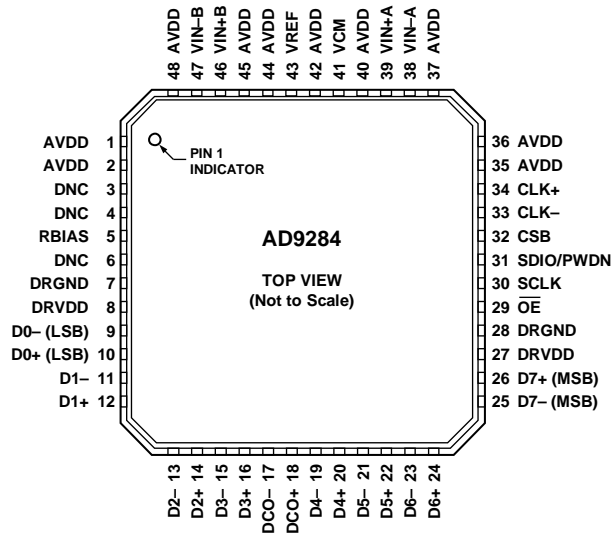 48 AVDD
47 VIN–B
46 VIN+B
45 AVDD
44 AVDD
43 VREF
42 AVDD
41 VCM
40 AVDD
39 VIN+A
38 VIN–A
37 AVDD
AVDD 1
AVDD 2
DNC 3
DNC 4
RBIAS 5
DNC 6
DRGND 7
DRVDD 8
D0– (LSB) 9
D0+ (LSB) 10
D1– 11
D1+ 12
PIN 1
INDICATOR
AD9284
TOP VIEW
(Not to Scale)
36 AVDD
35 AVDD
34 CLK+
33 CLK–
32 CSB
31 SDIO/PWDN
30 SCLK
29 O̅E̅
28 DRGND
27 DRVDD
26 D7+ (MSB)
25 D7– (MSB)
D2– 13
D2+ 14
D3– 15
D3+ 16
DCO– 17
DCO+ 18
D4– 19
D4+ 20
D5– 21
D5+ 22
D6– 23
D6+ 24